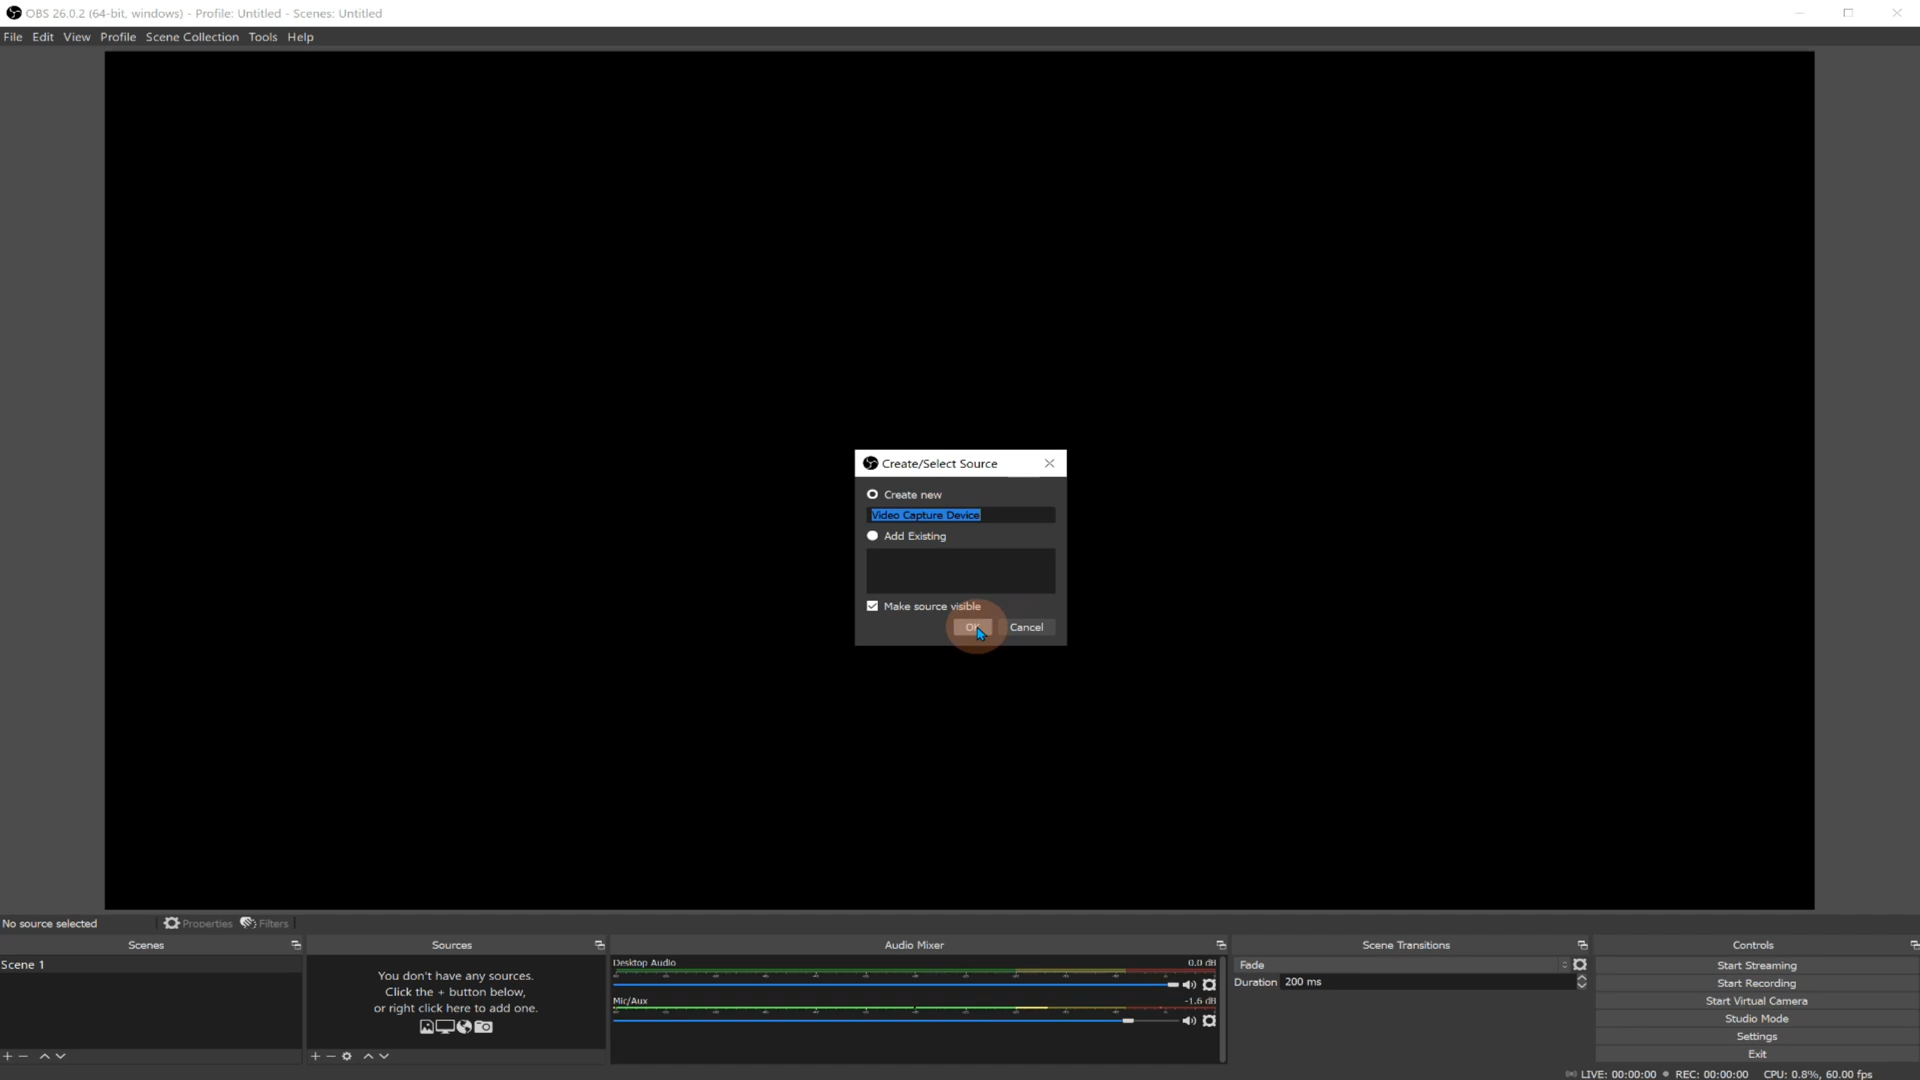 OBS 26.0.2 (64-bit, windows) - Profile: Untitled - Scenes: Untitled
File Edit View Profile Scene Collection Tools Help
Create/Select Source
Create new
Video Capture Device
Add Existing
Make source visible
OK Cancel
No source selected Properties Filters
Scenes Sources Audio Mixer Scene Transitions Controls
Scene 1
You don't have any sources.
Click the + button below,
or right click here to add one.
Desktop Audio 0.0 dB
Mic/Aux -1.6 dB
Fade
Duration 200 ms
Start Streaming
Start Recording
Start Virtual Camera
Studio Mode
Settings
Exit
LIVE: 00:00:00 REC: 00:00:00 CPU: 0.8%, 60.00 fps